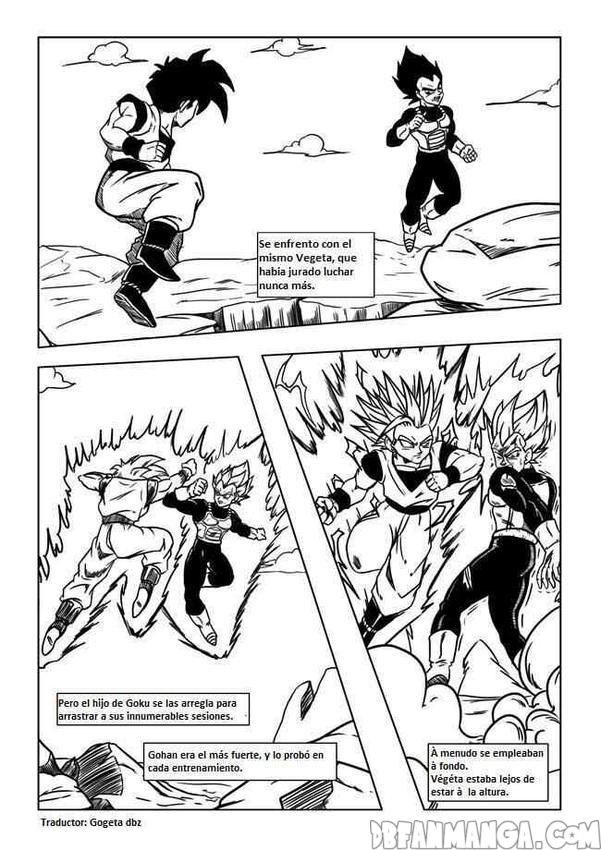 Se enfrento con el
mismo Vegeta, que
habia jurado luchar
nunca más.
Pero el hijo de Goku se las arregla para
arrastrar a sus innumerables sesiones.
Gohan era el más fuerte, y lo probó en
cada entrenamiento.
À menudo se empleaban
à fondo.
Végéta estaba lejos de
estar à la altura.
Traductor: Gogeta dbz
DBFANMANGA.COM